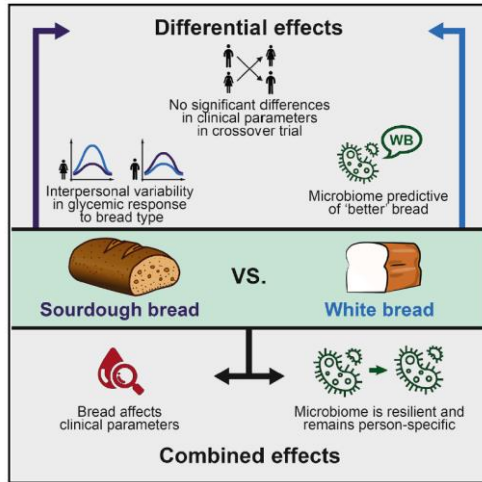 Differential effects
No significant differences
in clinical parameters
in crossover trial
WB
Interpersonal variability
in glycemic response
to bread type
Microbiome predictive
of ‘better’ bread
VS.
Sourdough bread
White bread
Bread affects
clinical parameters
Microbiome is resilient and
remains person-specific
Combined effects